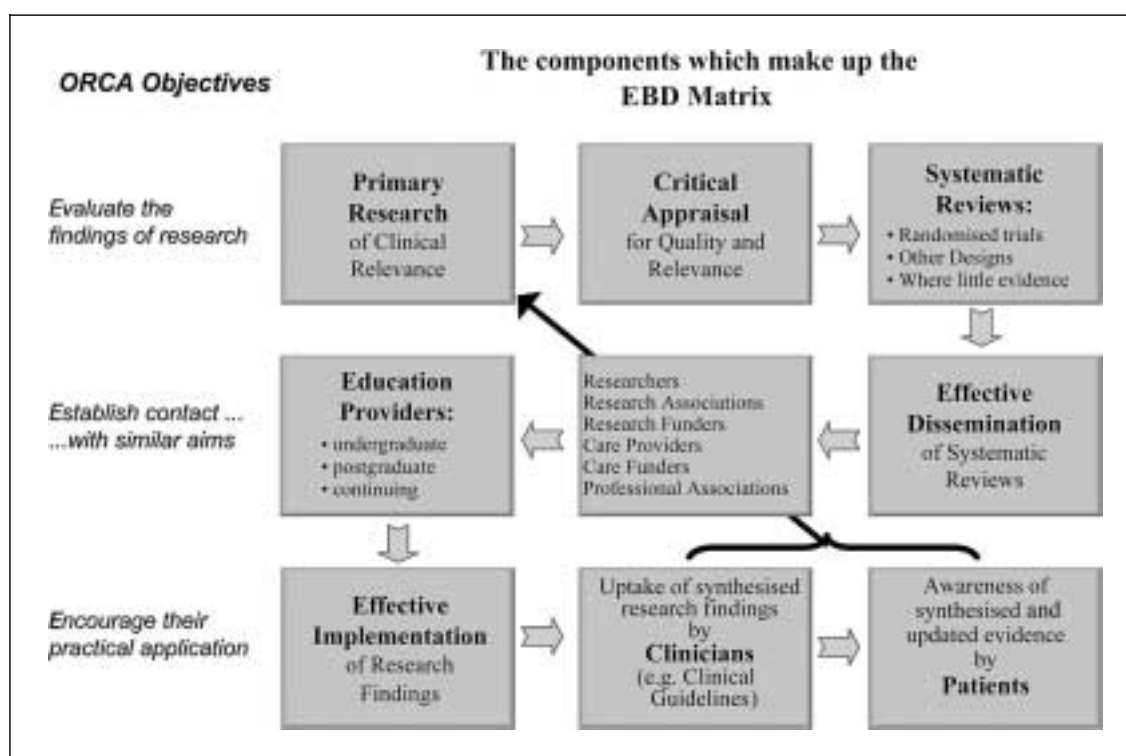 ORCA Objectives
The components which make up the
EBD Matrix
Evaluate the
findings of research
Primary
Research
of Clinical
Relevance
Critical
Appraisal
for Quality and
Relevance
Systematic
Reviews:
• Randomised trials
• Other Designs
• Where little evidence
Establish contact ...
...with similar aims
Education
Providers:
• undergraduate
• postgraduate
• continuing
Researchers
Research Associations
Research Funders
Care Providers
Care Funders
Professional Associations
Effective
Dissemination
of Systematic
Reviews
Encourage their
practical application
Effective
Implementation
of Research
Findings
Uptake of synthesised
research findings
by
Clinicians
(e.g. Clinical
Guidelines)
Awareness of
synthesised and
updated evidence
by
Patients